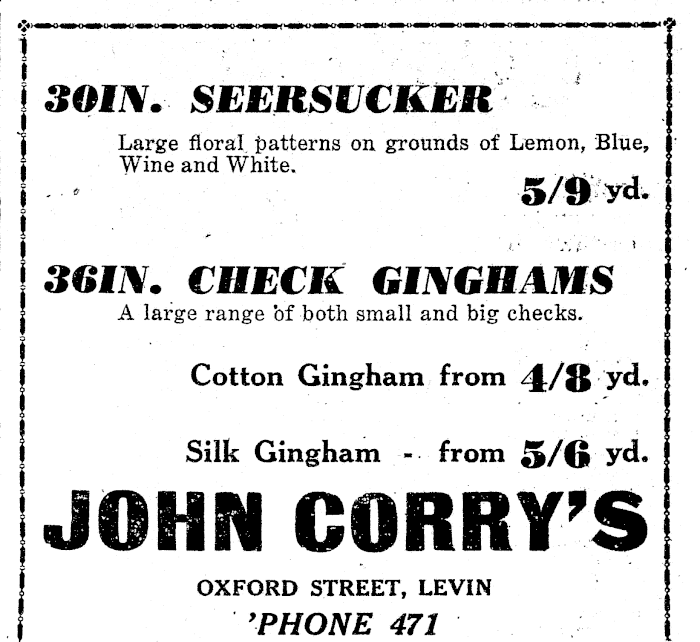 30IN. SEERSUCKER
Large floral patterns on grounds of Lemon, Blue,
Wine and White.
5/9 yd.
36IN. CHECK GINGHAMS
A large range of both small and big checks.
Cotton Gingham from 4/8 yd.
Silk Gingham - from 5/6 yd.
JOHN CORRY'S
OXFORD STREET, LEVIN
'PHONE 471